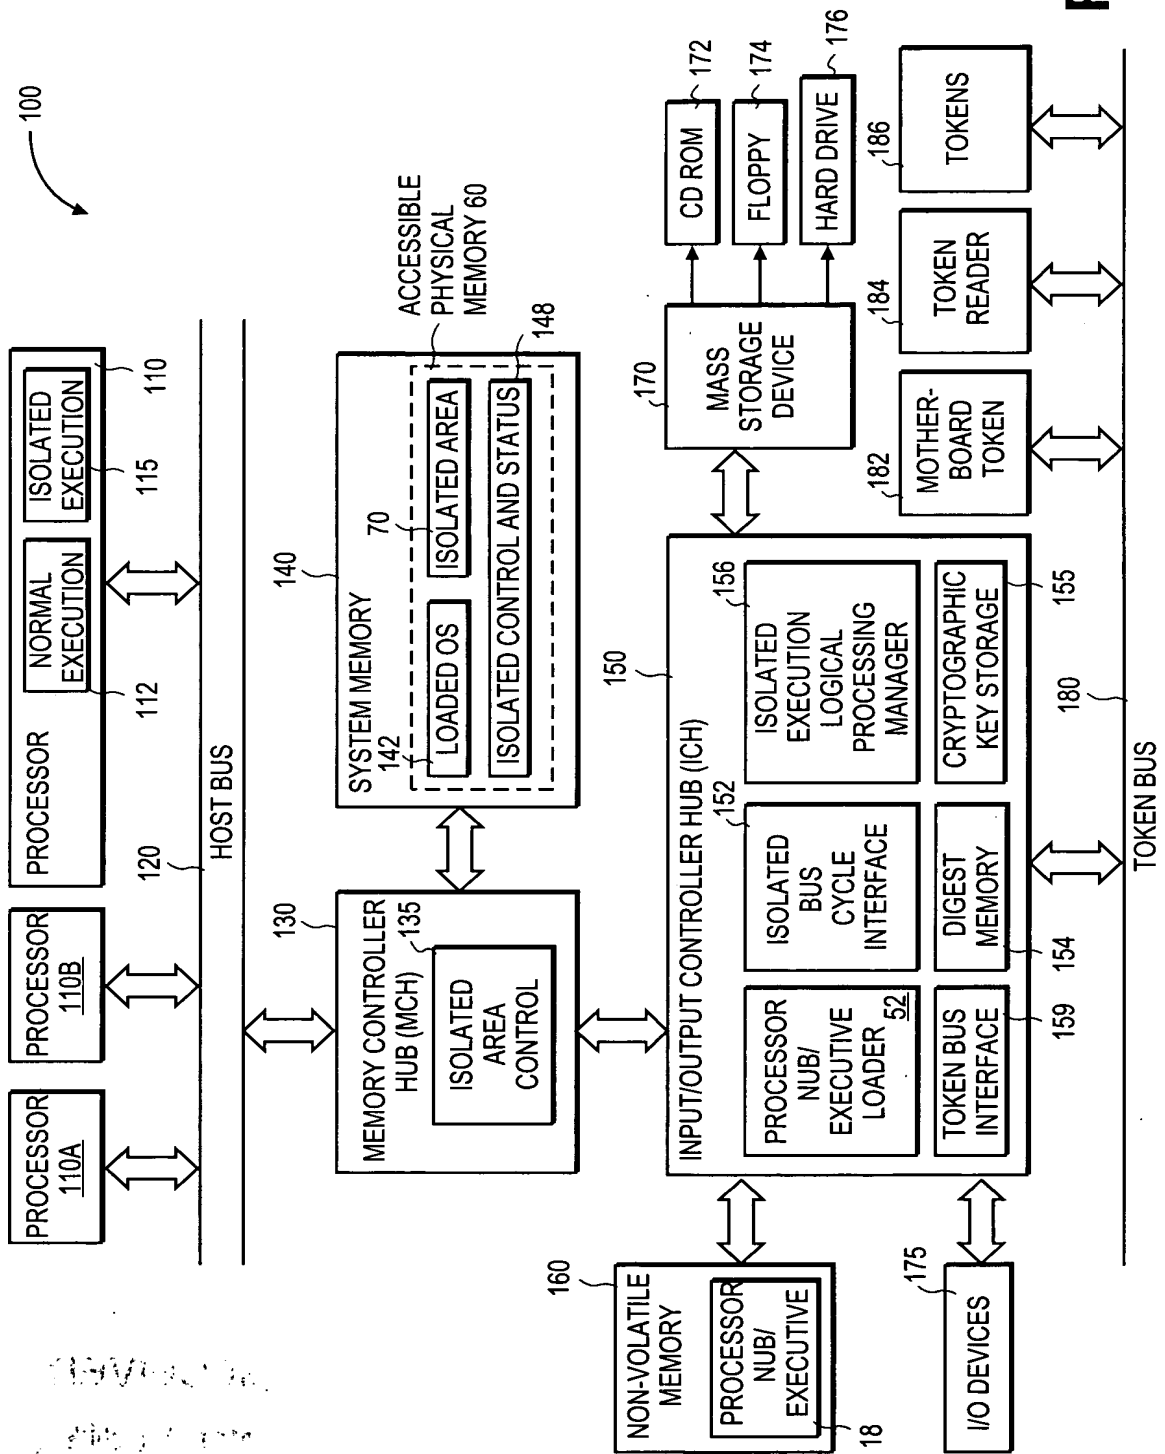 100
PROCESSOR
110A
PROCESSOR
110B
PROCESSOR
NORMAL
EXECUTION
112
ISOLATED
EXECUTION
115
110
120
HOST BUS
MEMORY CONTROLLER
HUB (MCH)
130
135
ISOLATED
AREA
CONTROL
SYSTEM MEMORY
140
142
LOADED OS
70
ISOLATED AREA
ISOLATED CONTROL AND STATUS
148
ACCESSIBLE
PHYSICAL
MEMORY 60
NON-VOLATILE
MEMORY
160
PROCESSOR
NUB/
EXECUTIVE
18
INPUT/OUTPUT CONTROLLER HUB (ICH)
150
PROCESSOR
NUB/
EXECUTIVE
LOADER
52
152
ISOLATED
BUS
CYCLE
INTERFACE
156
ISOLATED
EXECUTION
LOGICAL
PROCESSING
MANAGER
TOKEN BUS
INTERFACE
159
DIGEST
MEMORY
154
CRYPTOGRAPHIC
KEY STORAGE
155
170
MASS
STORAGE
DEVICE
CD ROM
172
FLOPPY
174
HARD DRIVE
176
175
I/O DEVICES
182
MOTHER-
BOARD
TOKEN
184
TOKEN
READER
186
TOKENS
180
TOKEN BUS